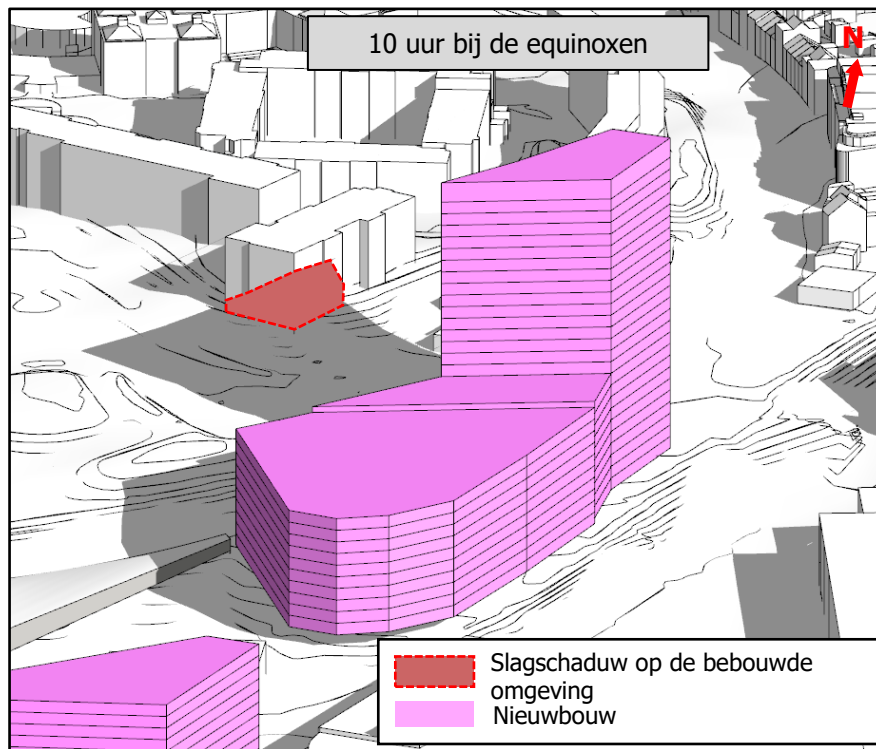 10 uur bij de equinoxen
N
Slagschaduw op de bebouwde
omgeving
Nieuwbouw